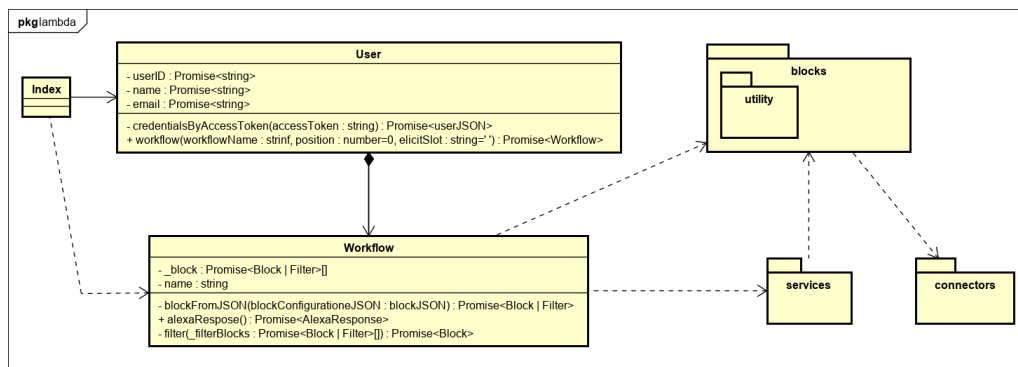 pkg lambda
User
- userID : Promise<string>
- name : Promise<string>
- email : Promise<string>
- credentialsByAccessToken(accessToken : string) : Promise<userJSON>
+ workflow(workflowName : strinf, position : number=0, elicitSlot : string=' ') : Promise<Workflow>
Index
blocks
utility
Workflow
- _block : Promise<Block | Filter>[]
- name : string
- blockFromJSON(blockConfigurationeJSON : blockJSON) : Promise<Block | Filter>
+ alexaRespose() : Promise<AlexaResponse>
- filter(_filterBlocks : Promise<Block | Filter>[]) : Promise<Block>
services
connectors